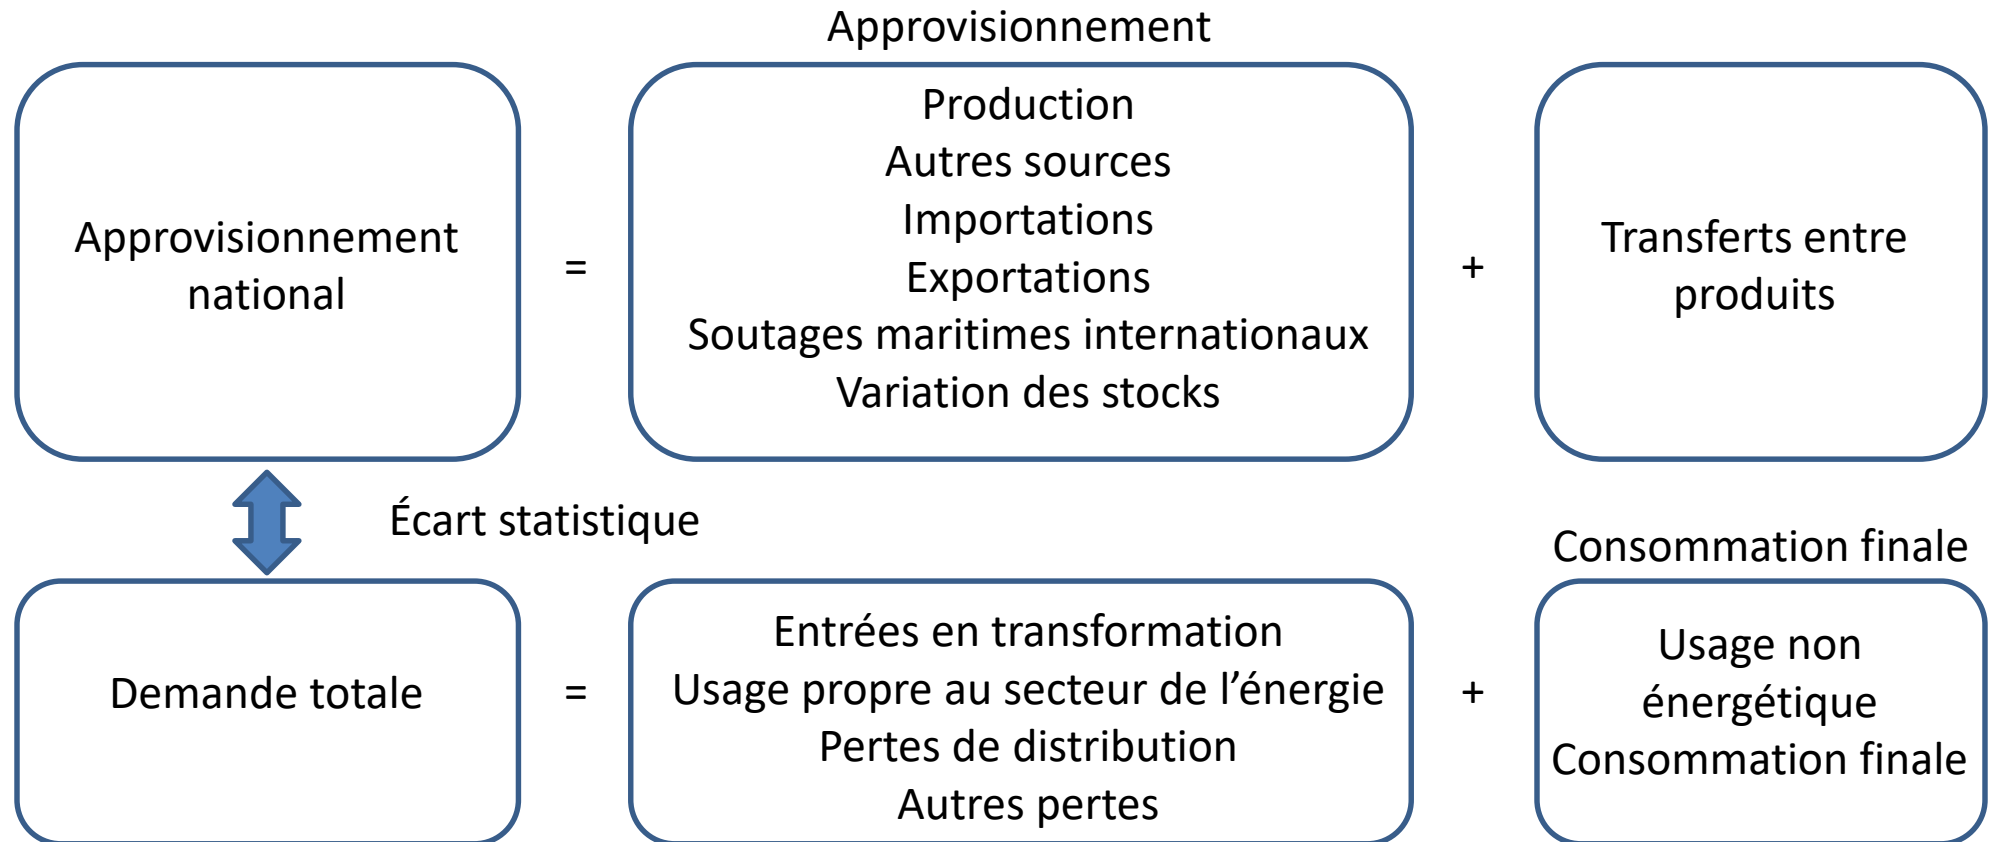 Approvisionnement
Approvisionnement
national
=
Production
Autres sources
Importations
Exportations
Soutages maritimes internationaux
Variation des stocks
+
Transferts entre
produits
Écart statistique
Consommation finale
Demande totale
=
Entrées en transformation
Usage propre au secteur de l’énergie
Pertes de distribution
Autres pertes
+
Usage non
énergétique
Consommation finale